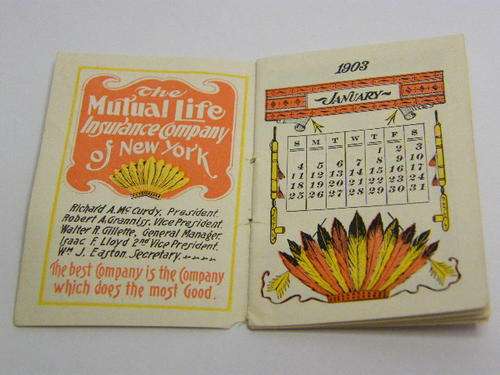 The
Mutual Life
Insurance Company
of New York
Richard A. McCurdy, President.
Robert A. Granniss, Vice President.
Walter R. Gillette, General Manager.
Isaac F. Lloyd 2nd Vice President.
Wm J. Easton, Secretary.
The best Company is the Company
which does the most Good.
1903
JANUARY
S M T W T F S
1 2 3
4 5 6 7 8 9 10
11 12 13 14 15 16 17
18 19 20 21 22 23 24
25 26 27 28 29 30 31